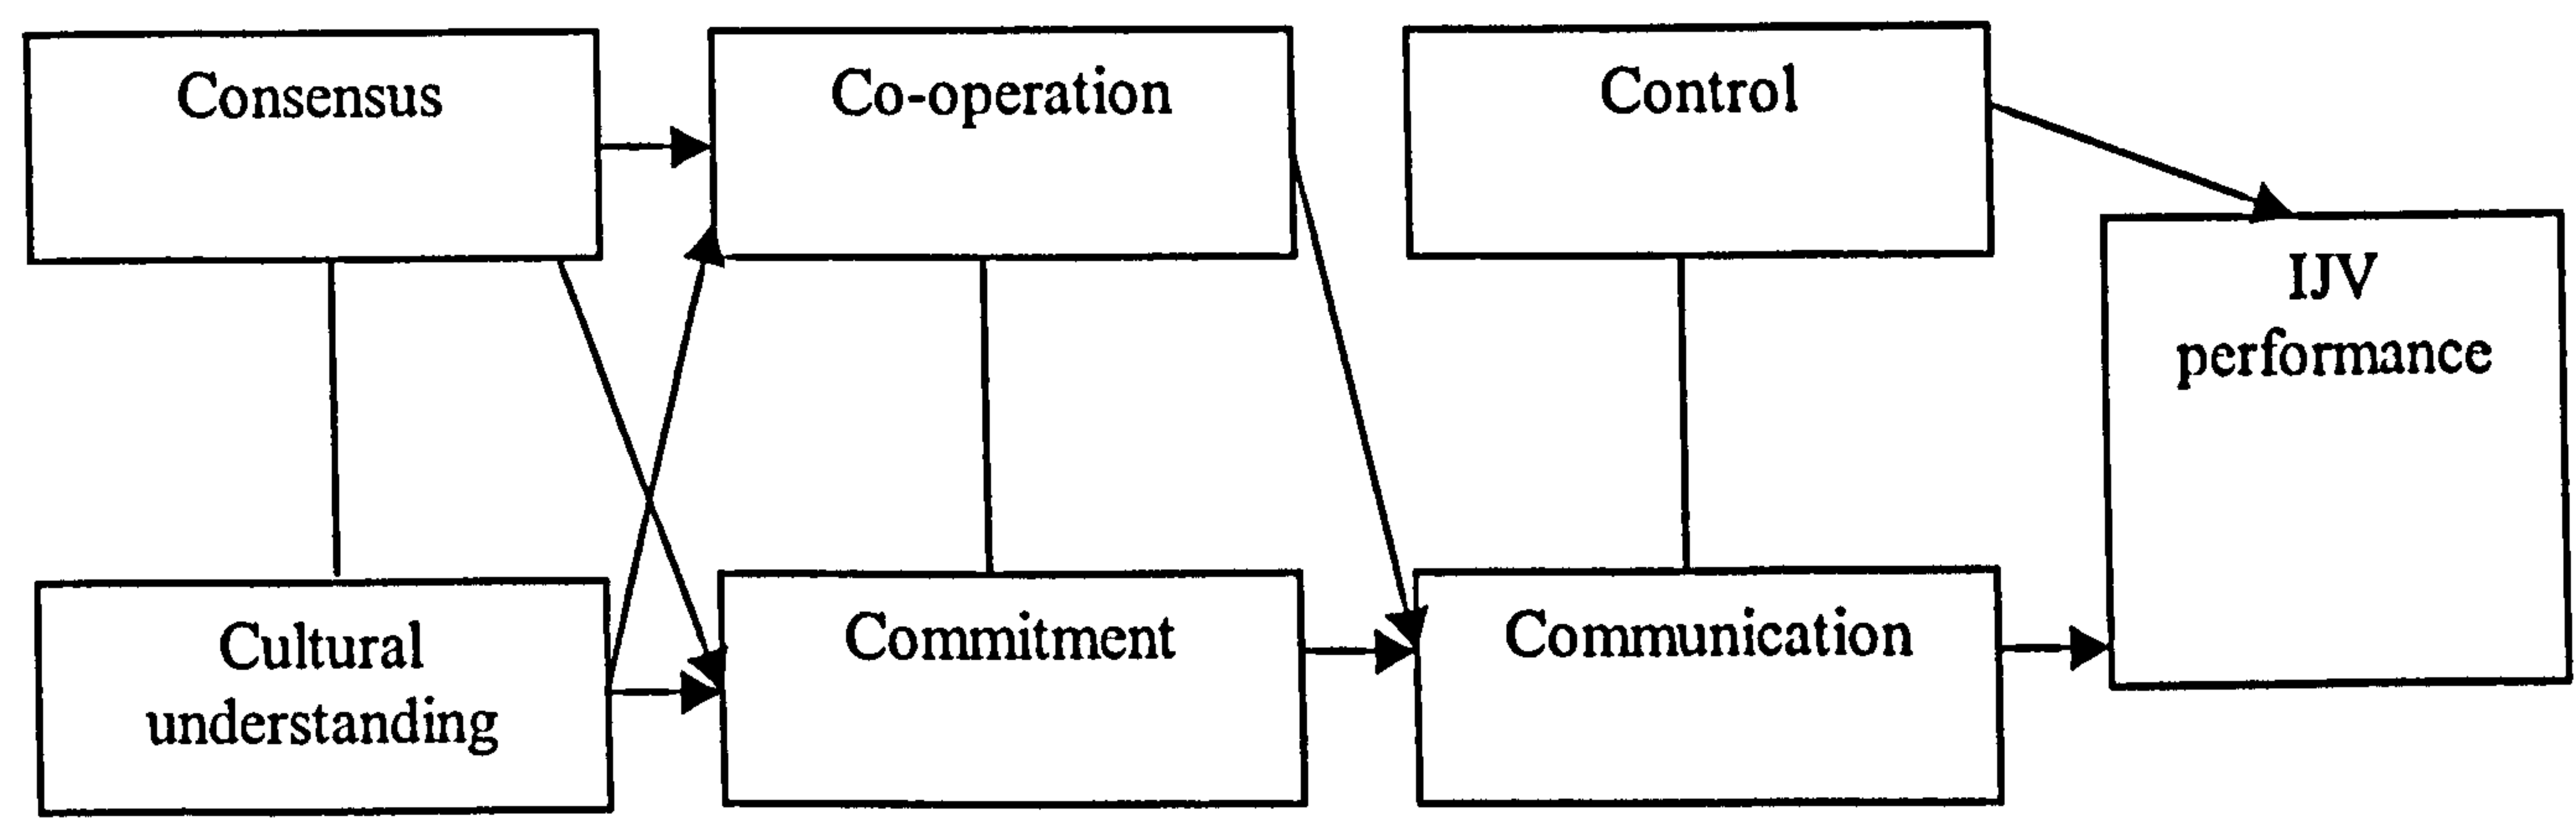 Consensus
Co-operation
Control
IJV
performance
Cultural
understanding
Commitment
Communication